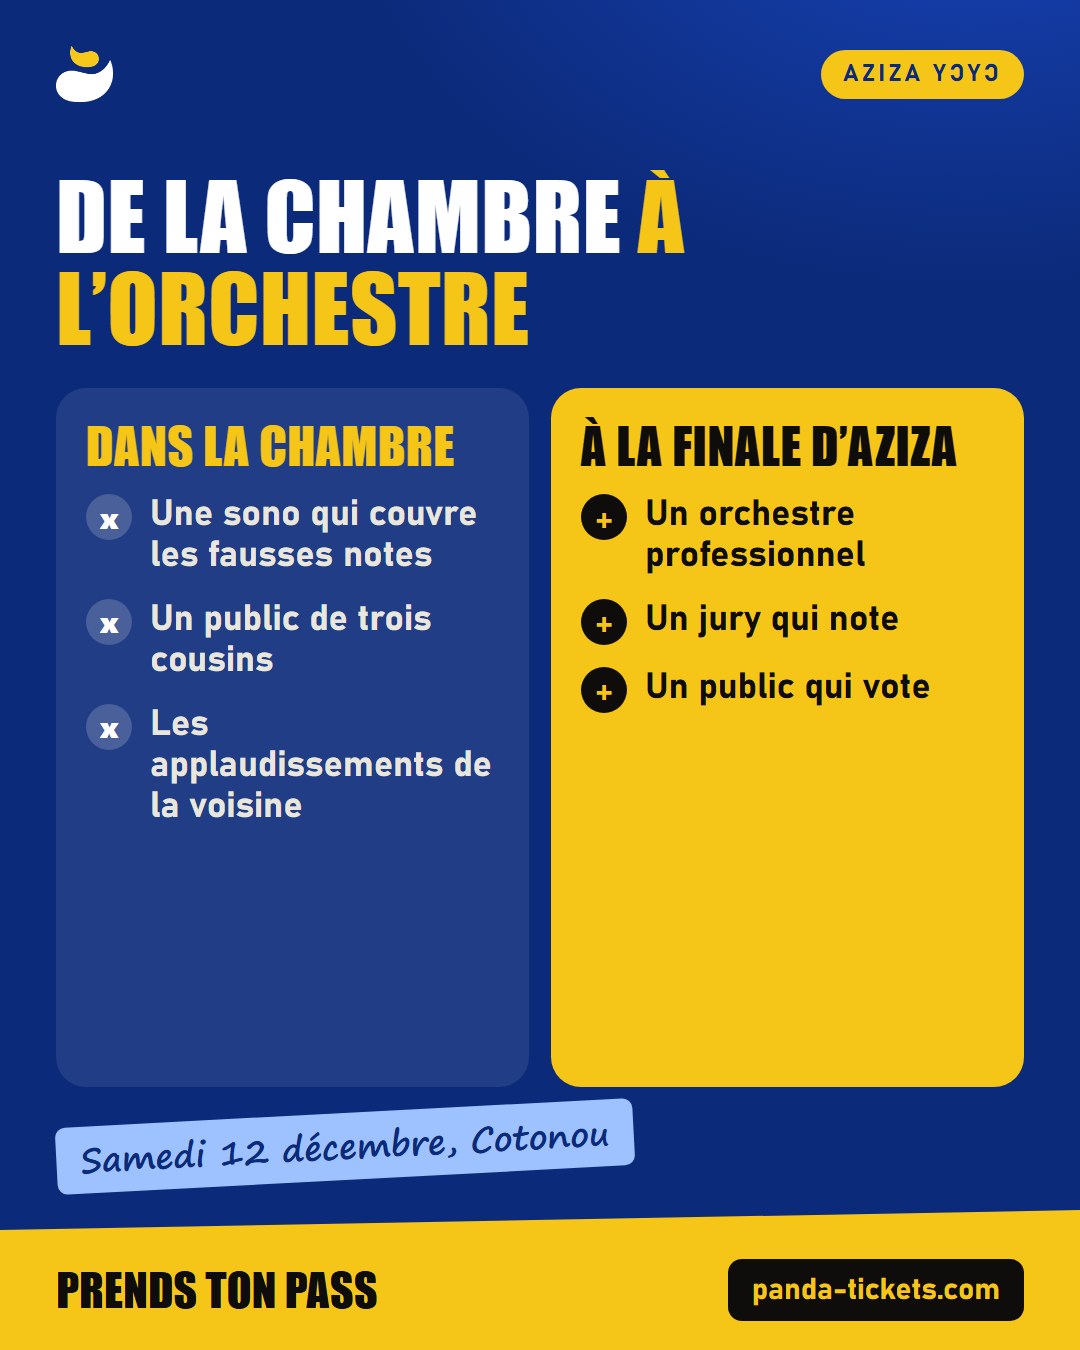 AZIZA YƆYƆ
DE LA CHAMBRE À
L’ORCHESTRE
DANS LA CHAMBRE
x Une sono qui couvre
les fausses notes
x Un public de trois
cousins
x Les
applaudissements de
la voisine
À LA FINALE D’AZIZA
+ Un orchestre
professionnel
+ Un jury qui note
+ Un public qui vote
Samedi 12 décembre, Cotonou
PRENDS TON PASS
panda-tickets.com